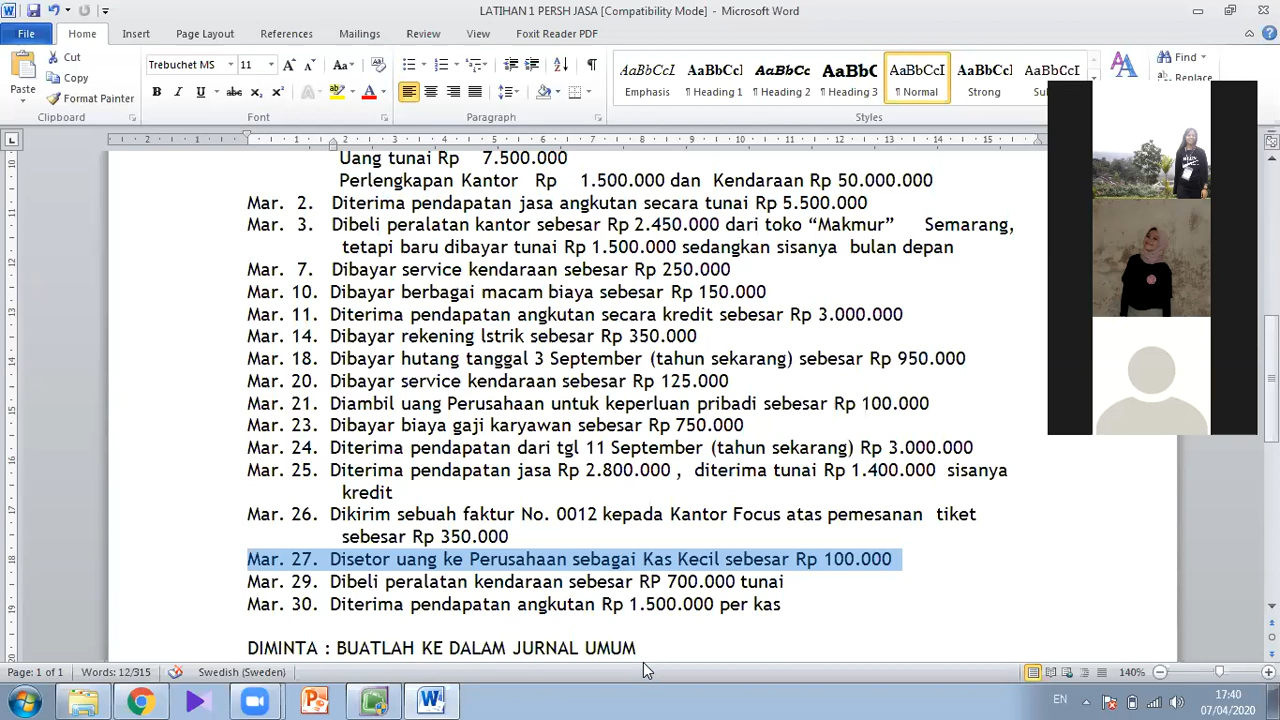 LATIHAN 1 PERSH JASA [Compatibility Mode] - Microsoft Word
File Home Insert Page Layout References Mailings Review View Foxit Reader PDF
Paste
Cut
Copy
Format Painter
Clipboard
Trebuchet MS 11
Font
Paragraph
AaBbCcI AaBbCcl AaBbCc AaBbC AaBbCcI AaBbCcl AaBbCcI
Emphasis ¶ Heading 1 ¶ Heading 2 ¶ Heading 3 ¶ Normal Strong
Styles
Find
Replace
Uang tunai Rp 7.500.000
Perlengkapan Kantor Rp 1.500.000 dan Kendaraan Rp 50.000.000
Mar. 2. Diterima pendapatan jasa angkutan secara tunai Rp 5.500.000
Mar. 3. Dibeli peralatan kantor sebesar Rp 2.450.000 dari toko “Makmur” Semarang,
tetapi baru dibayar tunai Rp 1.500.000 sedangkan sisanya bulan depan
Mar. 7. Dibayar service kendaraan sebesar Rp 250.000
Mar. 10. Dibayar berbagai macam biaya sebesar Rp 150.000
Mar. 11. Diterima pendapatan angkutan secara kredit sebesar Rp 3.000.000
Mar. 14. Dibayar rekening lstrik sebesar Rp 350.000
Mar. 18. Dibayar hutang tanggal 3 September (tahun sekarang) sebesar Rp 950.000
Mar. 20. Dibayar service kendaraan sebesar Rp 125.000
Mar. 21. Diambil uang Perusahaan untuk keperluan pribadi sebesar Rp 100.000
Mar. 23. Dibayar biaya gaji karyawan sebesar Rp 750.000
Mar. 24. Diterima pendapatan dari tgl 11 September (tahun sekarang) Rp 3.000.000
Mar. 25. Diterima pendapatan jasa Rp 2.800.000 , diterima tunai Rp 1.400.000 sisanya
kredit
Mar. 26. Dikirim sebuah faktur No. 0012 kepada Kantor Focus atas pemesanan tiket
sebesar Rp 350.000
Mar. 27. Disetor uang ke Perusahaan sebagai Kas Kecil sebesar Rp 100.000
Mar. 29. Dibeli peralatan kendaraan sebesar RP 700.000 tunai
Mar. 30. Diterima pendapatan angkutan Rp 1.500.000 per kas
DIMINTA : BUATLAH KE DALAM JURNAL UMUM
Page: 1 of 1 Words: 12/315 Swedish (Sweden) 140%
EN 17:40
07/04/2020